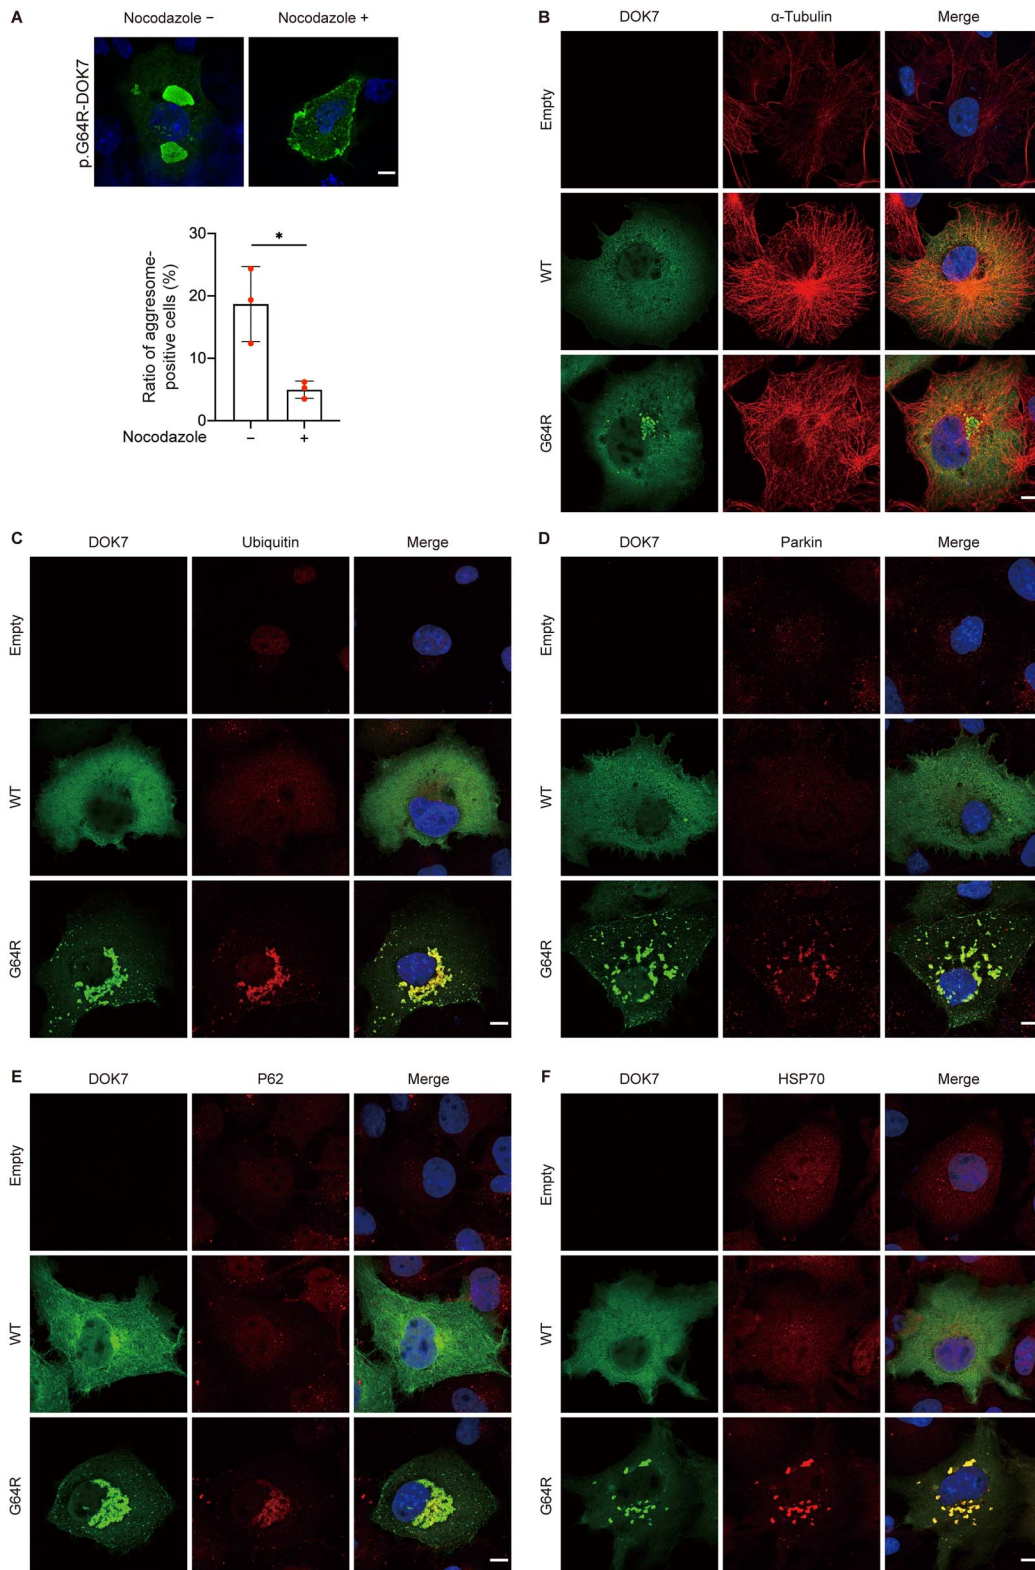 A
Nocodazole − Nocodazole +
p.G64R-DOK7
30
20
10
0
Ratio of aggresome-
positive cells (%)
*
Nocodazole − +
B
DOK7 α-Tubulin Merge
Empty
WT
G64R
C
DOK7 Ubiquitin Merge
Empty
WT
G64R
D
DOK7 Parkin Merge
Empty
WT
G64R
E
DOK7 P62 Merge
Empty
WT
G64R
F
DOK7 HSP70 Merge
Empty
WT
G64R